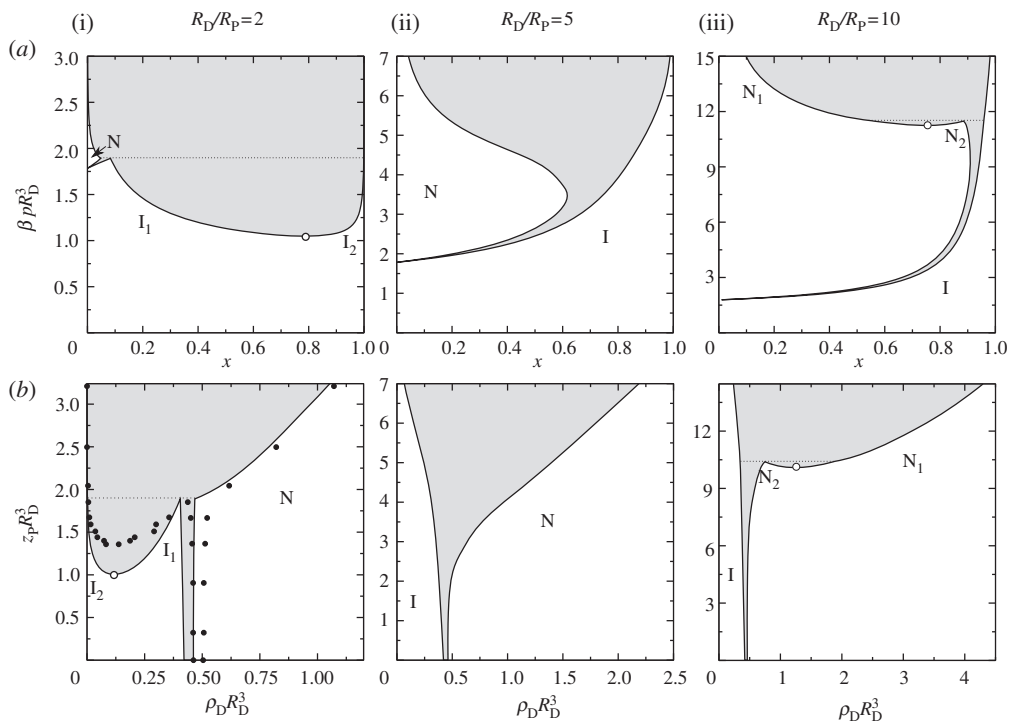 (i) R_D/R_P=2 (ii) R_D/R_P=5 (iii) R_D/R_P=10
(a)
β pR_D^3
3.0
2.5
2.0
1.5
1.0
0.5
0
N
I_1
I_2
0.2 0.4 0.6 0.8 1.0
x
7
6
5
4
3
2
1
0
N
I
0.2 0.4 0.6 0.8 1.0
x
15
12
9
6
3
0
N_1
N_2
I
0.2 0.4 0.6 0.8 1.0
x
(b)
z_P R_D^3
3.0
2.5
2.0
1.5
1.0
0.5
0
I_2
I_1
N
0.25 0.50 0.75 1.00
ρ_D R_D^3
7
6
5
4
3
2
1
0
I
N
0.5 1.0 1.5 2.0 2.5
ρ_D R_D^3
12
9
6
3
0
I
N_2
N_1
1 2 3 4
ρ_D R_D^3